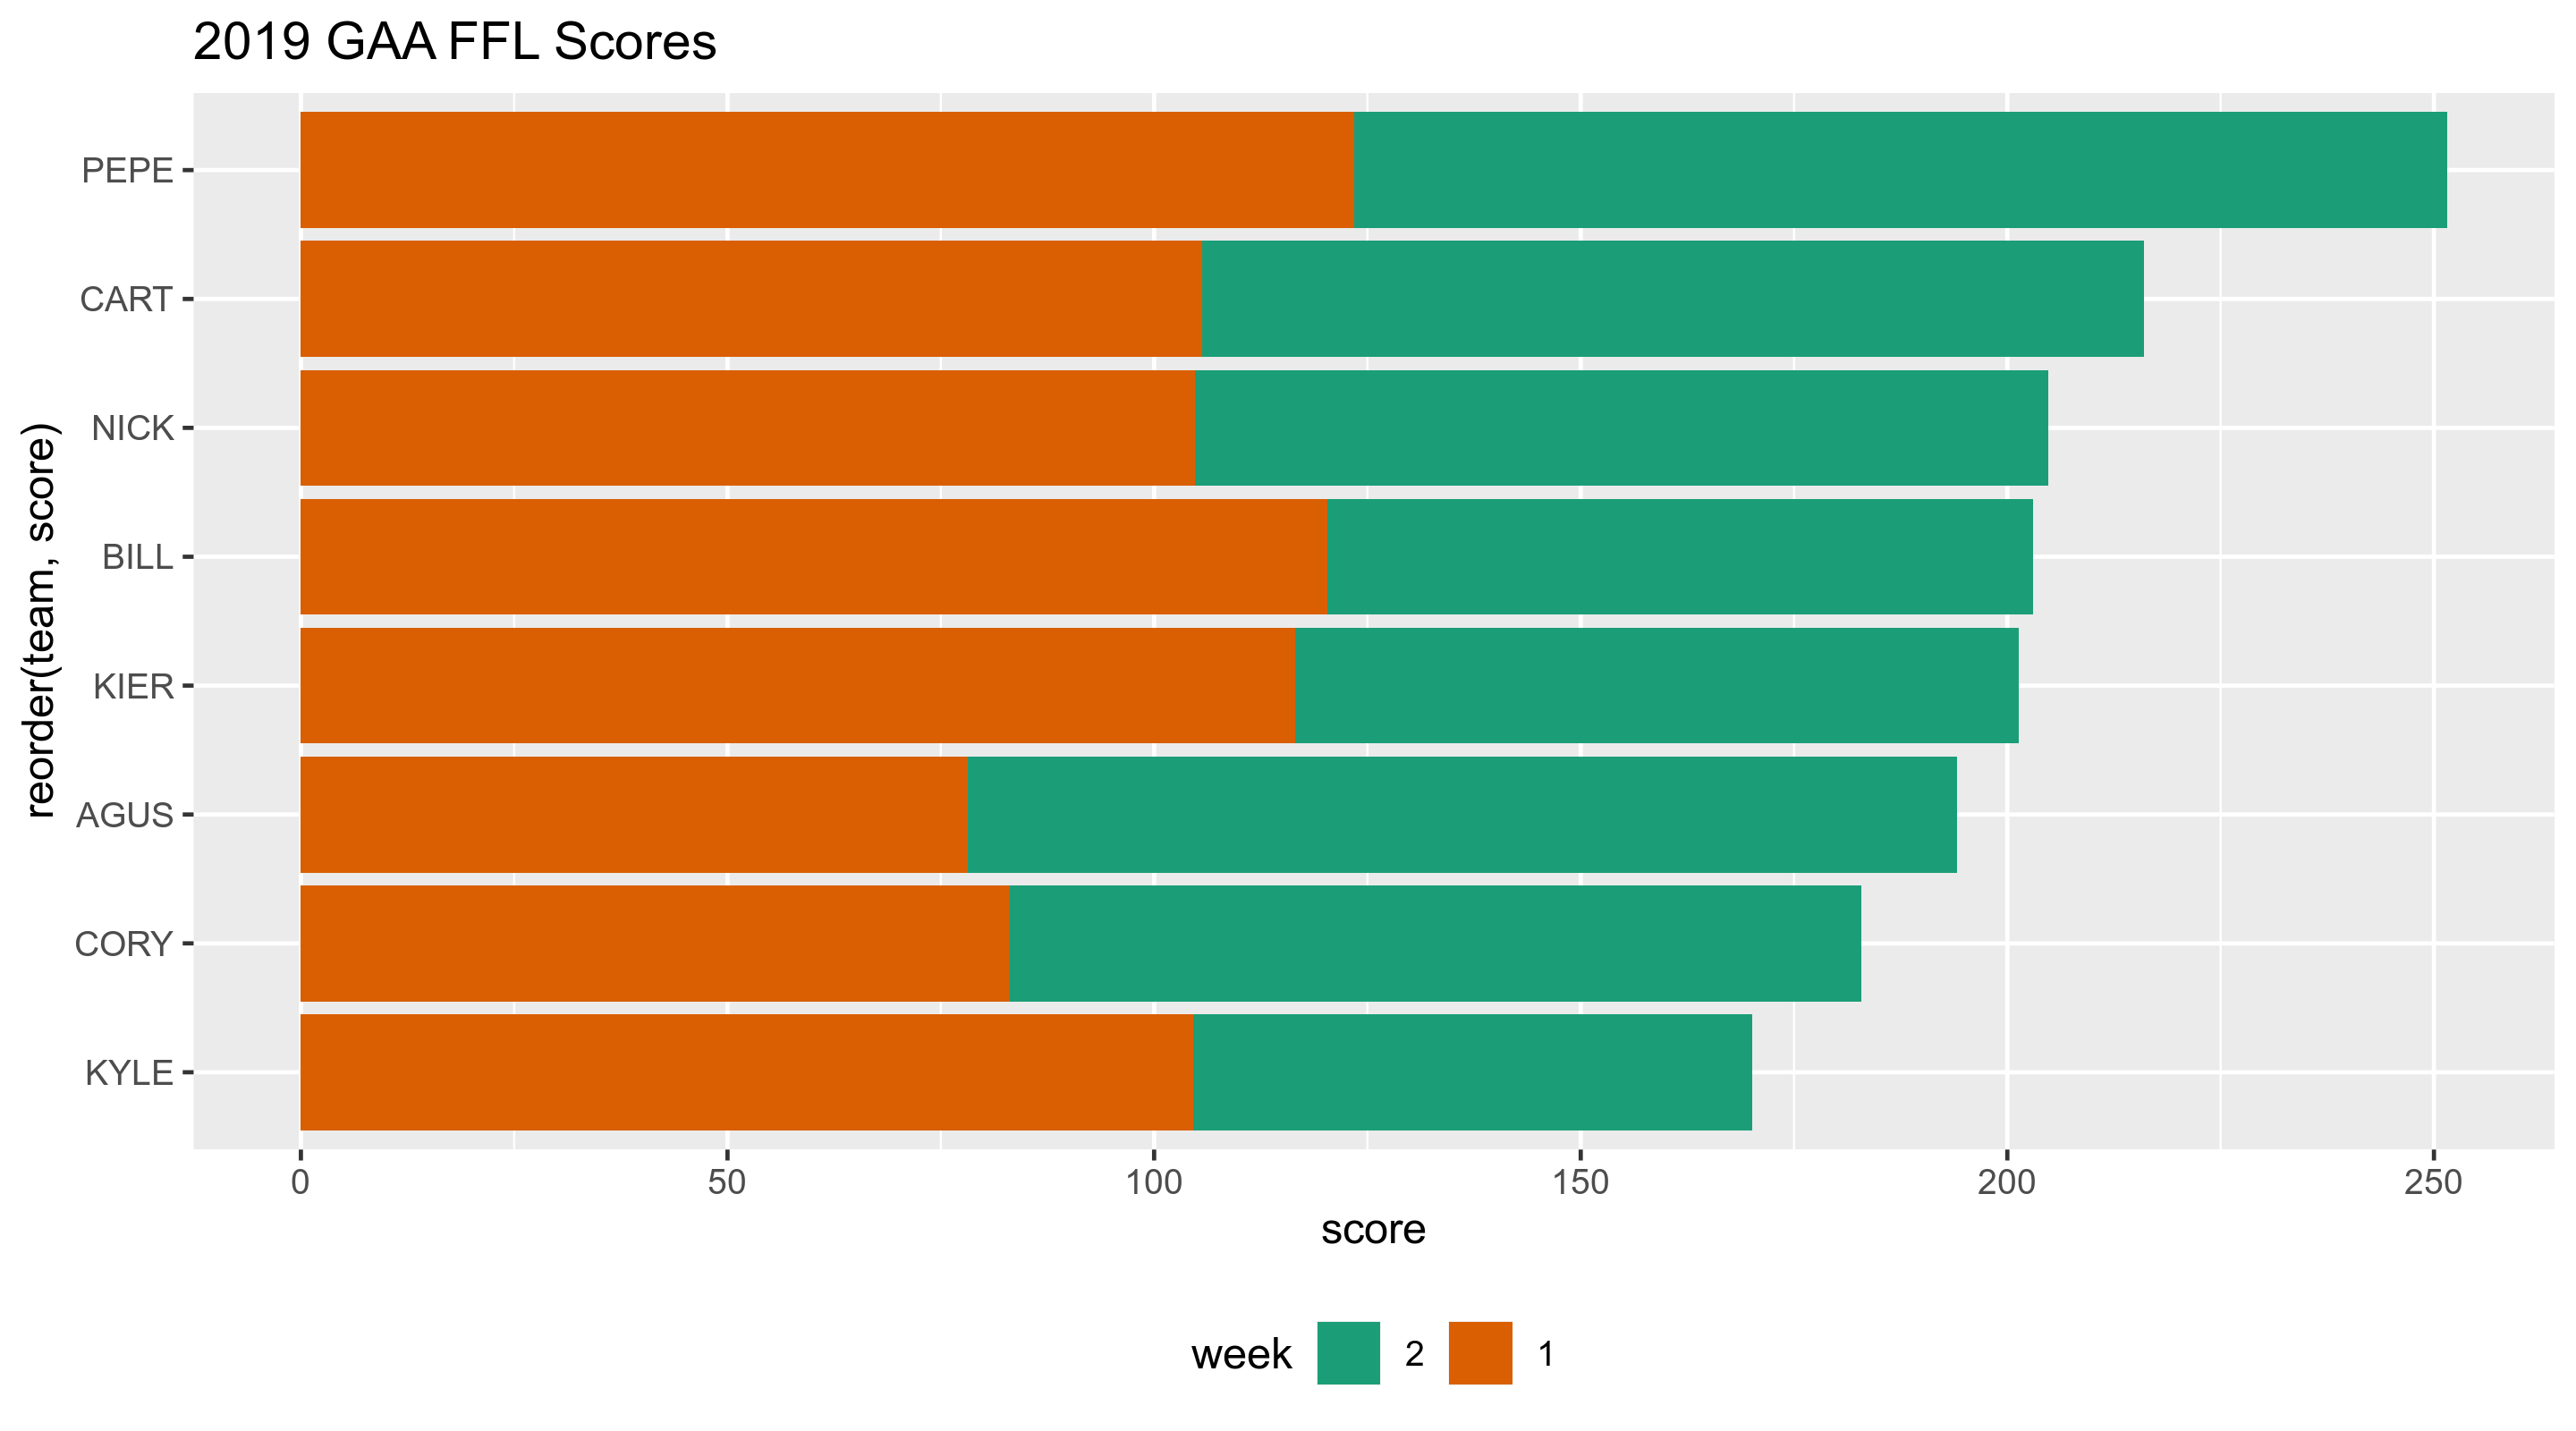 2019 GAA FFL Scores
reorder(team, score)
PEPE
CART
NICK
BILL
KIER
AGUS
CORY
KYLE
0 50 100 150 200 250
score
week 2 1